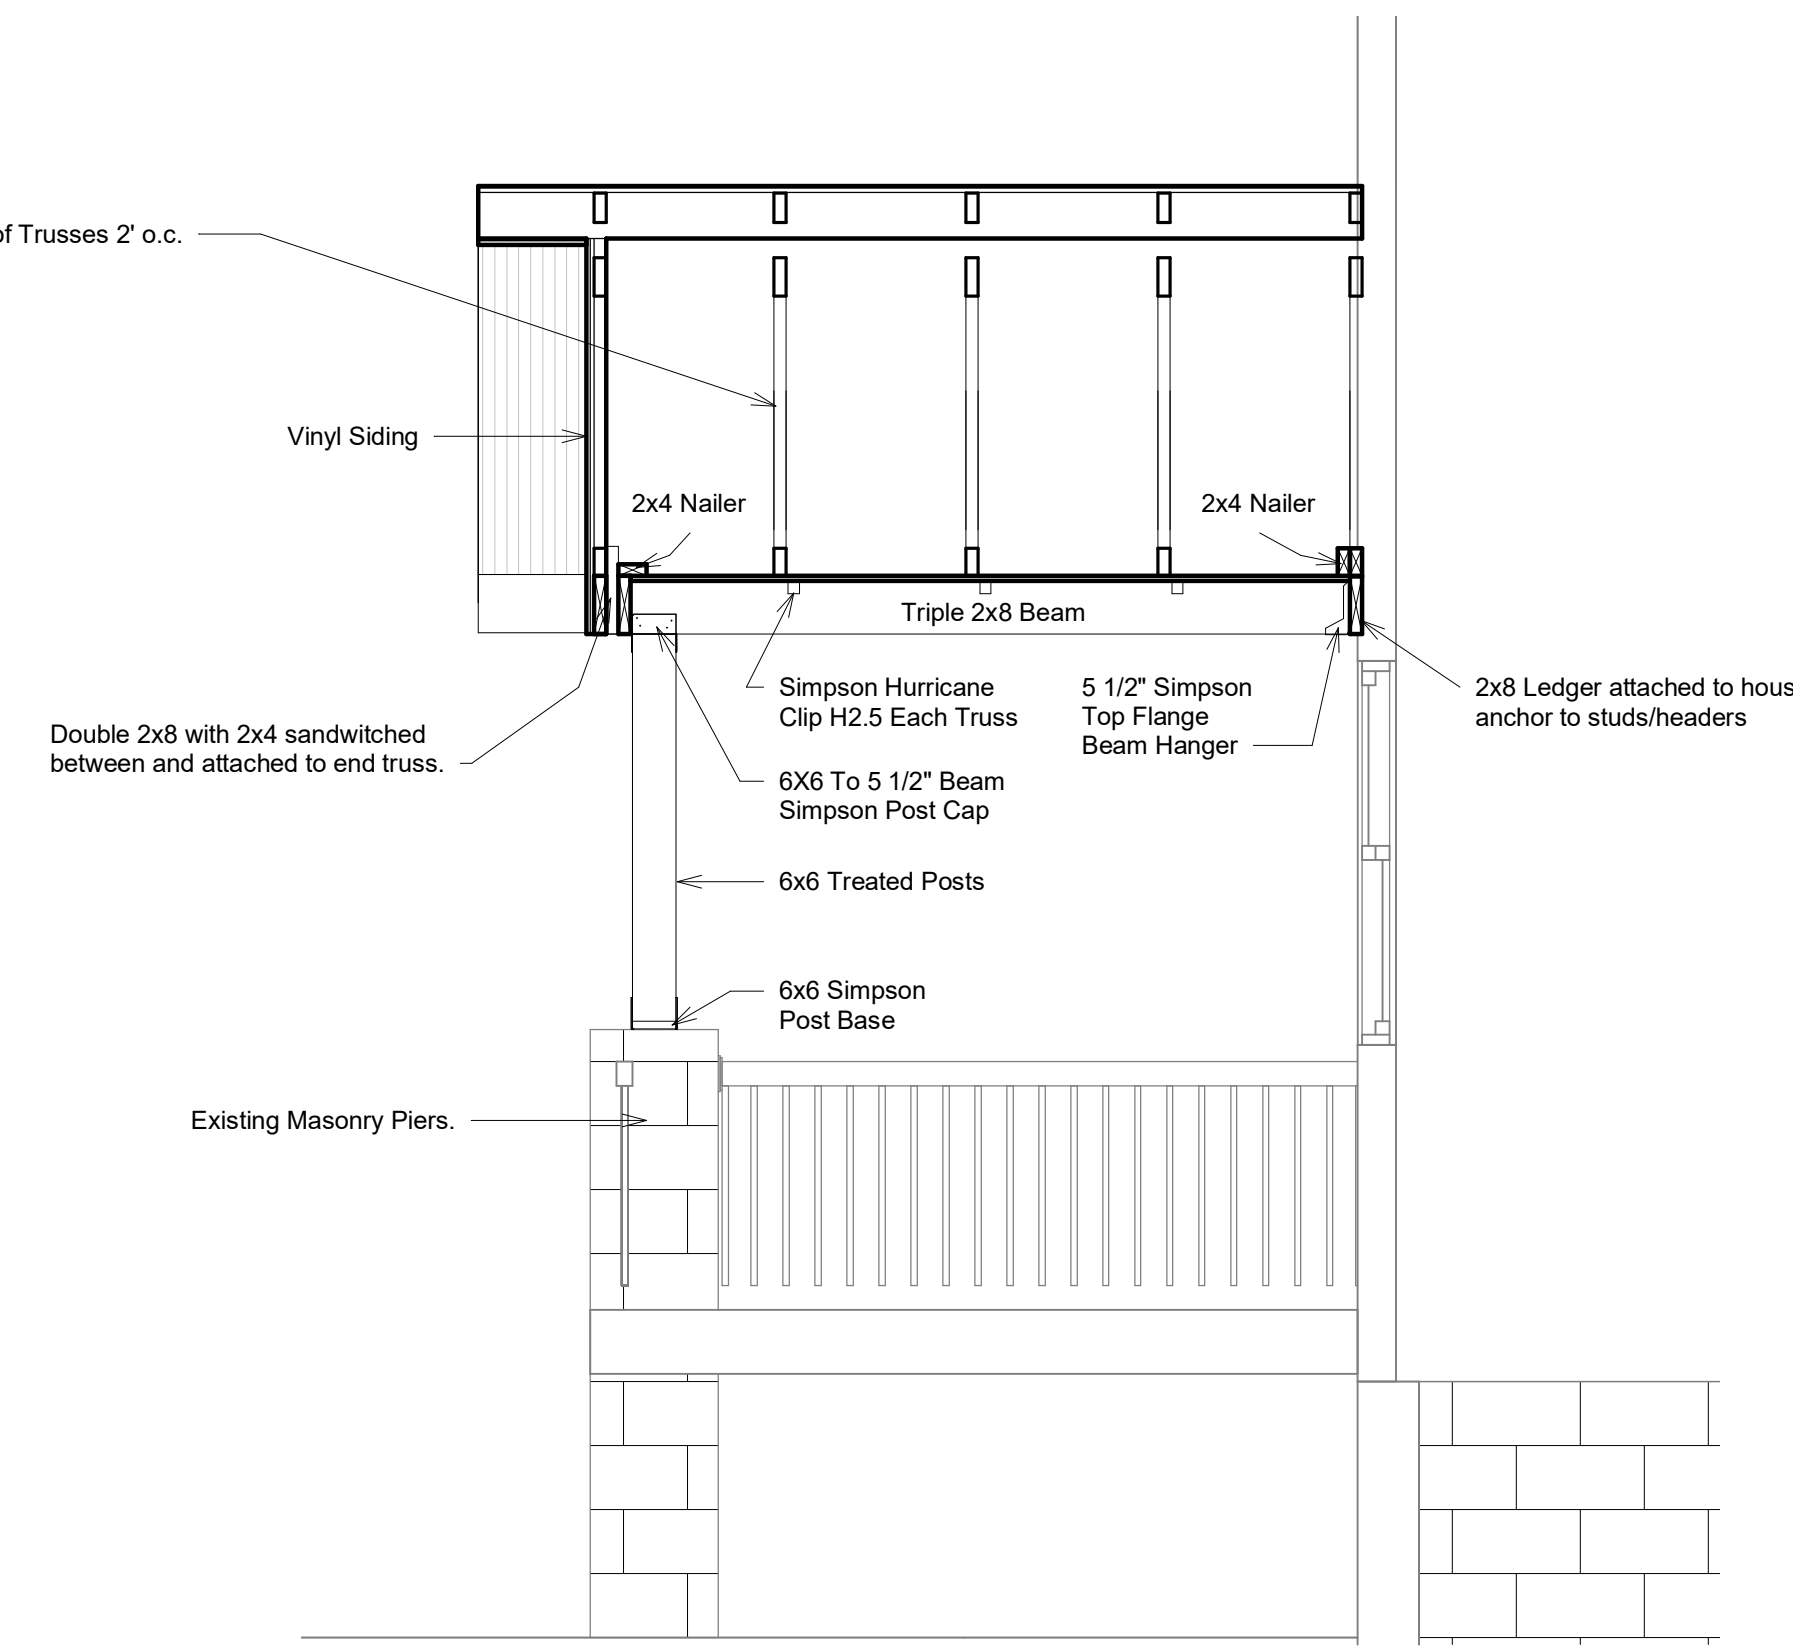 of Trusses 2' o.c.
Vinyl Siding
2x4 Nailer
2x4 Nailer
Triple 2x8 Beam
Simpson Hurricane
Clip H2.5 Each Truss
5 1/2" Simpson
Top Flange
Beam Hanger
2x8 Ledger attached to hous
anchor to studs/headers
Double 2x8 with 2x4 sandwitched
between and attached to end truss.
6X6 To 5 1/2" Beam
Simpson Post Cap
6x6 Treated Posts
6x6 Simpson
Post Base
Existing Masonry Piers.